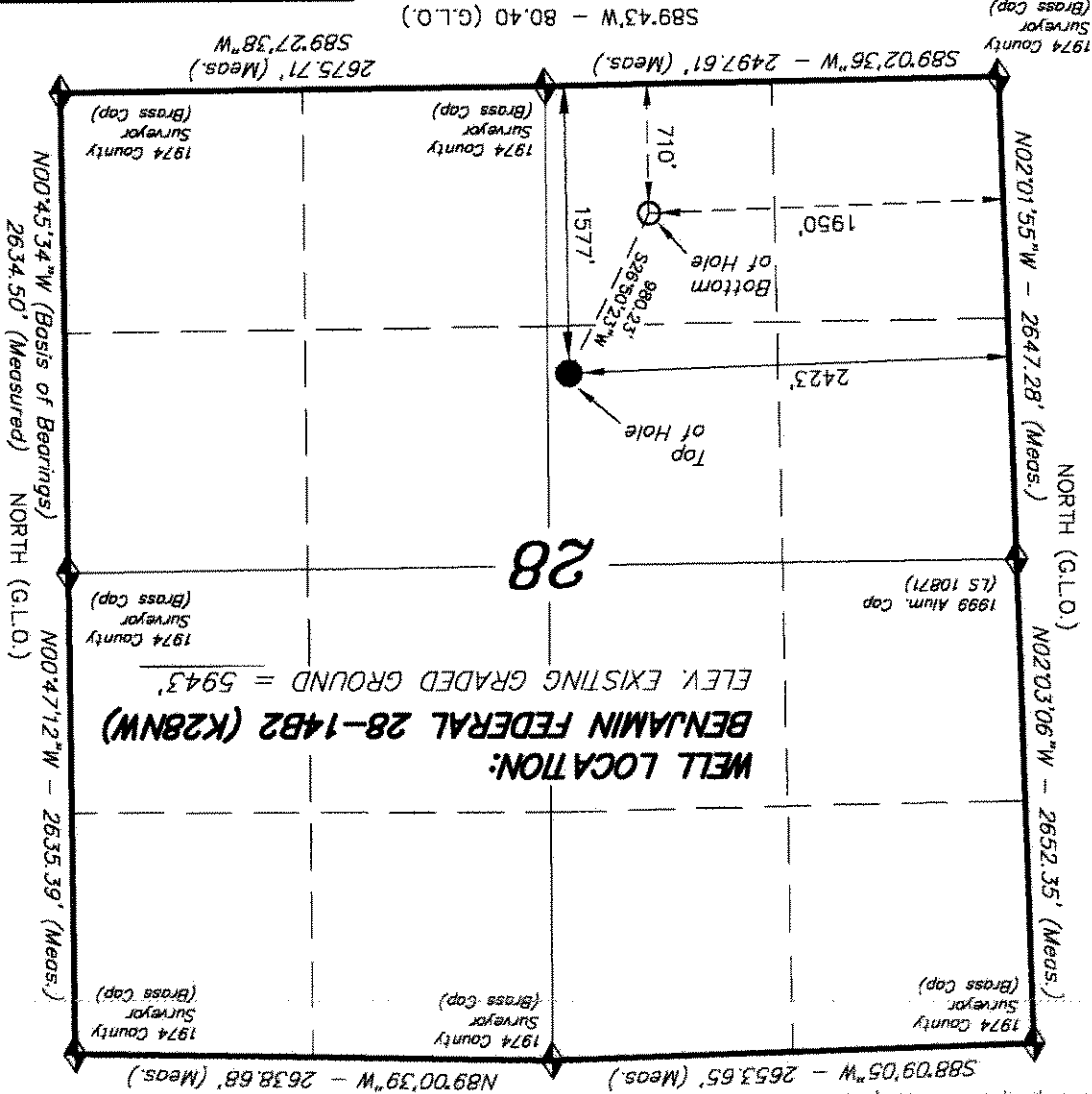 S88°09'05"W - 2653.65' (Meas.)
N89°00'39"W - 2638.68' (Meas.)
1974 County
Surveyor
(Brass Cap)
1974 County
Surveyor
(Brass Cap)
1974 County
Surveyor
(Brass Cap)
N02°03'06"W - 2652.35' (Meas.)
NORTH (G.L.O.)
N00°47'12"W - 2635.39' (Meas.)
WELL LOCATION:
BENJAMIN FEDERAL 28-14B2 (K28NW)
ELEV. EXISTING GRADED GROUND = 5943'
1999 Alum. Cap
(LS 10871)
28
1974 County
Surveyor
(Brass Cap)
NORTH (G.L.O.)
N02°01'55"W - 2647.28' (Meas.)
Top
of Hole
2423'
980.23'
S26°50'23"W
Bottom
of Hole
1950'
1577'
710'
N00°45'34"W (Basis of Bearings)
2634.50' (Measured)
1974 County
Surveyor
(Brass Cap)
1974 County
Surveyor
(Brass Cap)
1974 County
Surveyor
(Brass Cap)
S89°02'36"W - 2497.61' (Meas.)
2675.71' (Meas.)
S89°27'38"W
S89°43'W - 80.40 (G.L.O.)